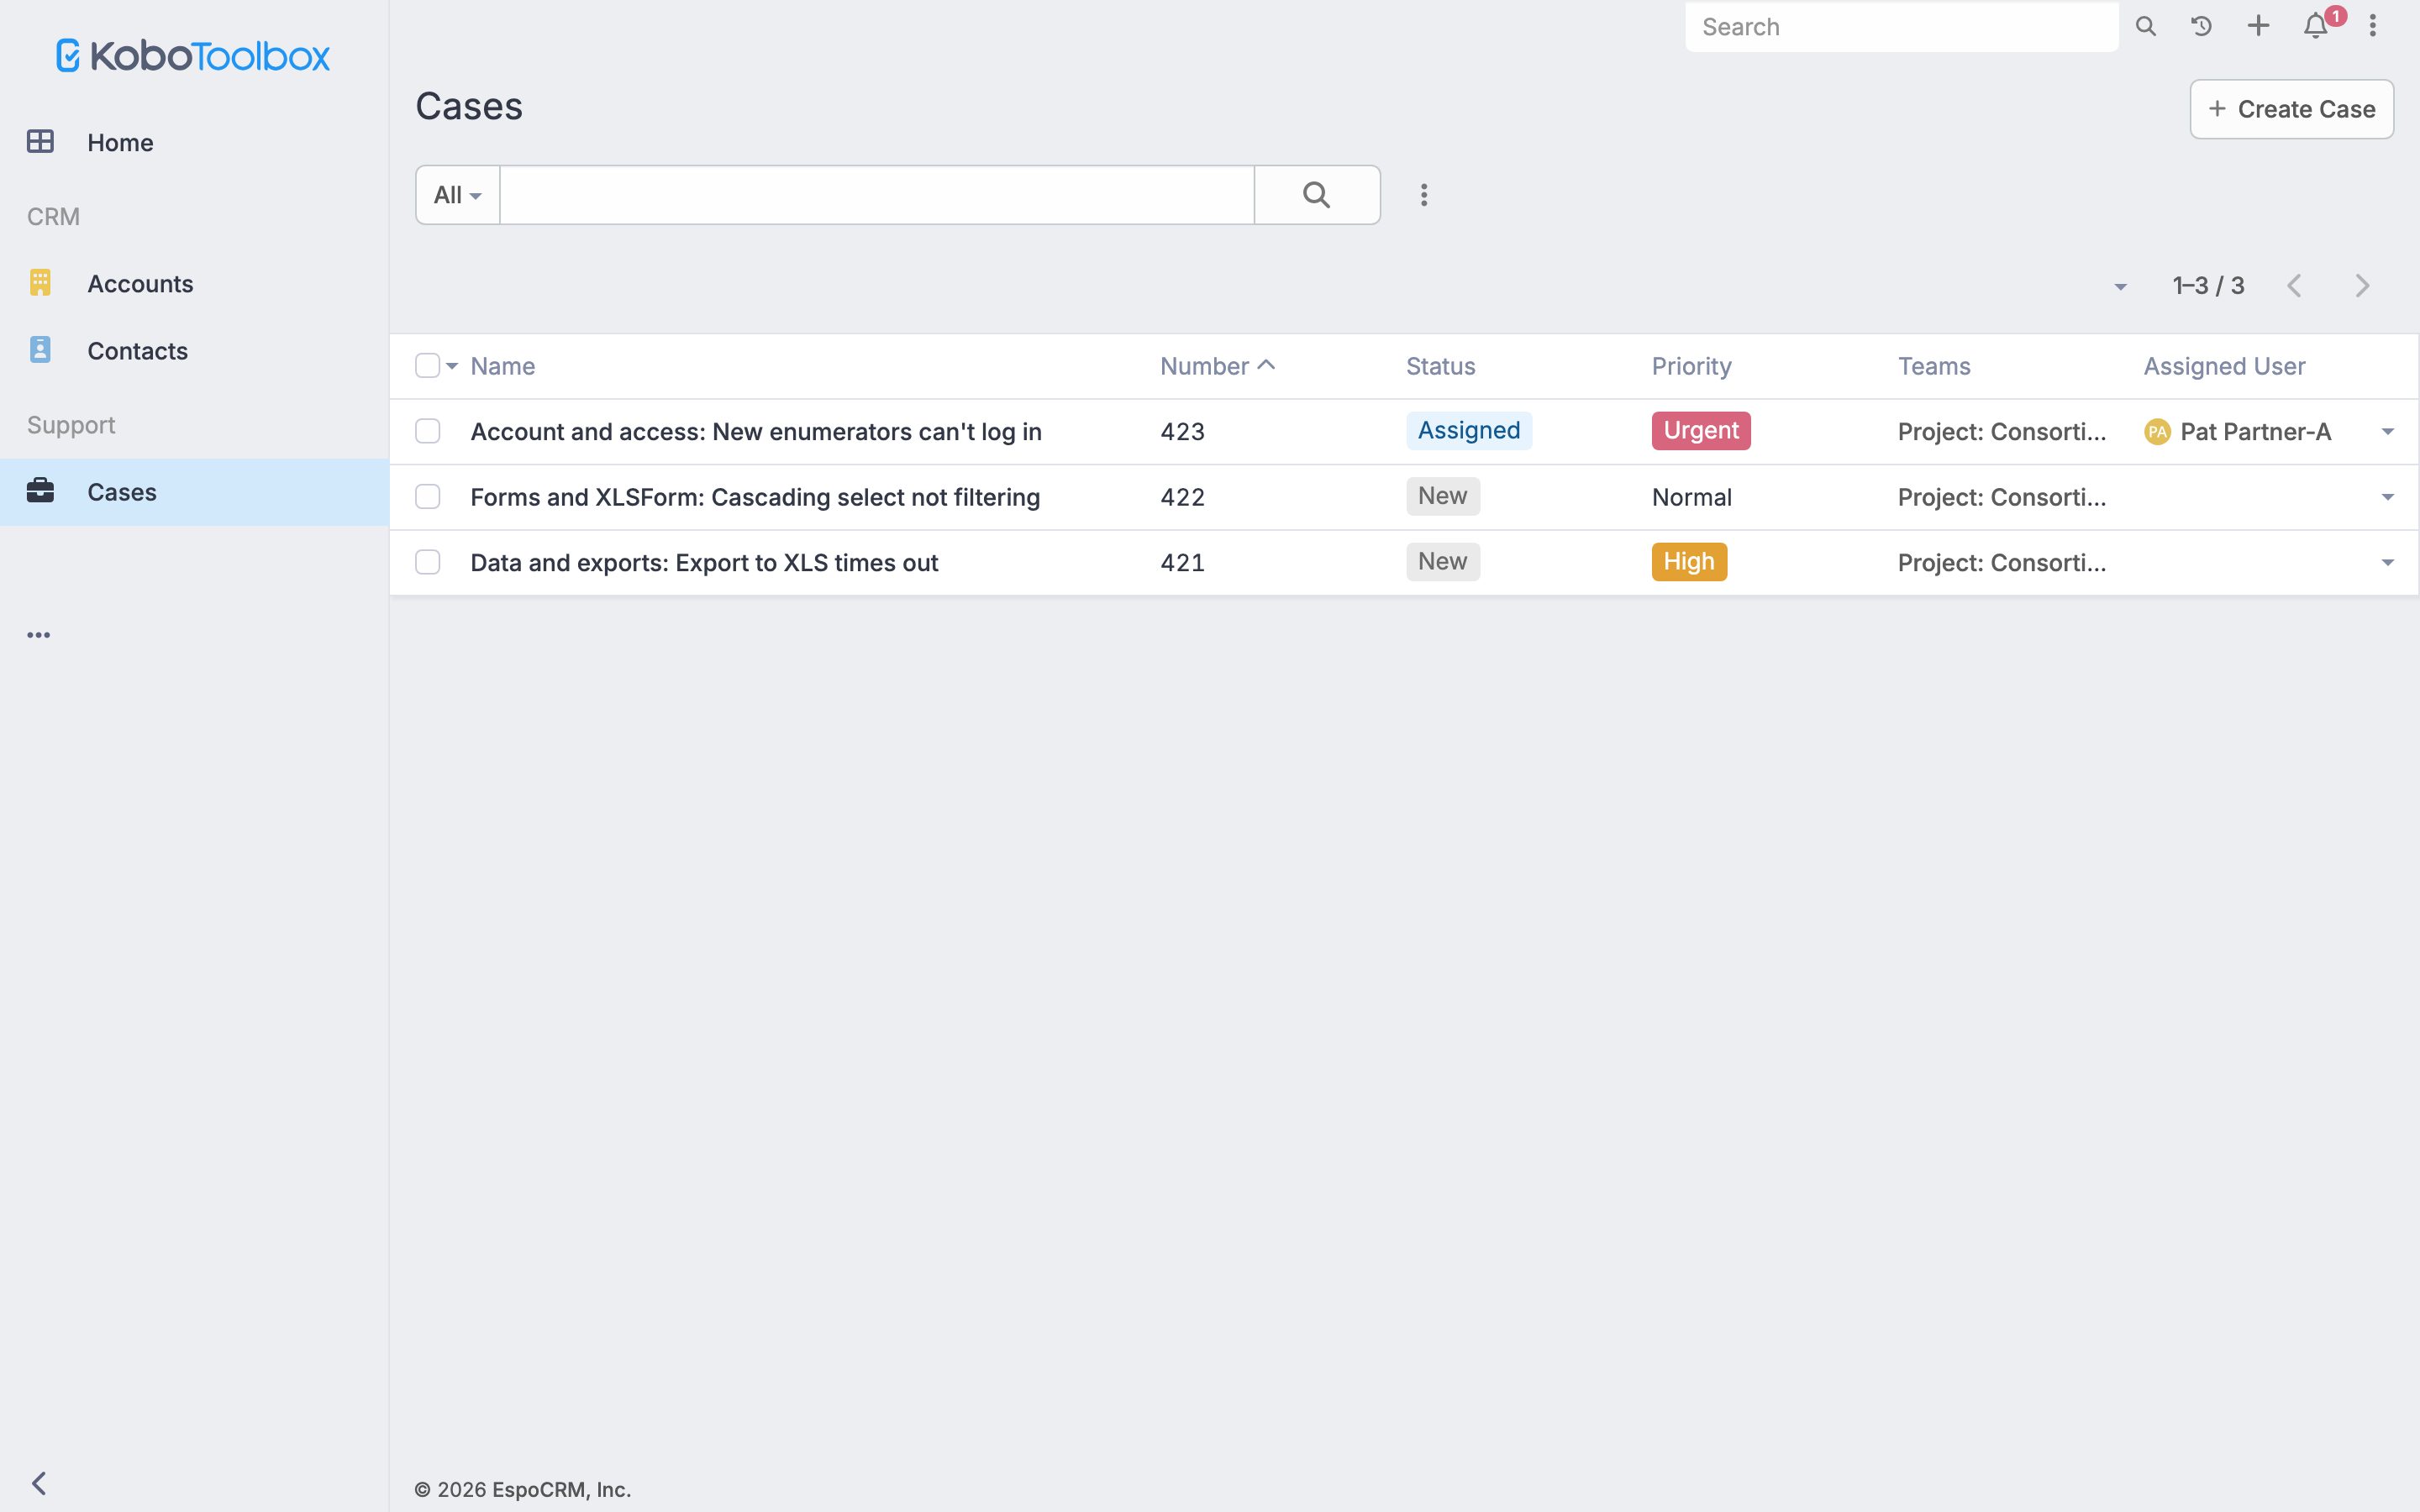 KoboToolbox
Search
1
Home
CRM
Accounts
Contacts
Support
Cases
Cases
+ Create Case
All
1–3 / 3
Name Number Status Priority Teams Assigned User
Account and access: New enumerators can't log in 423 Assigned Urgent Project: Consorti... PA Pat Partner-A
Forms and XLSForm: Cascading select not filtering 422 New Normal Project: Consorti...
Data and exports: Export to XLS times out 421 New High Project: Consorti...
© 2026 EspoCRM, Inc.